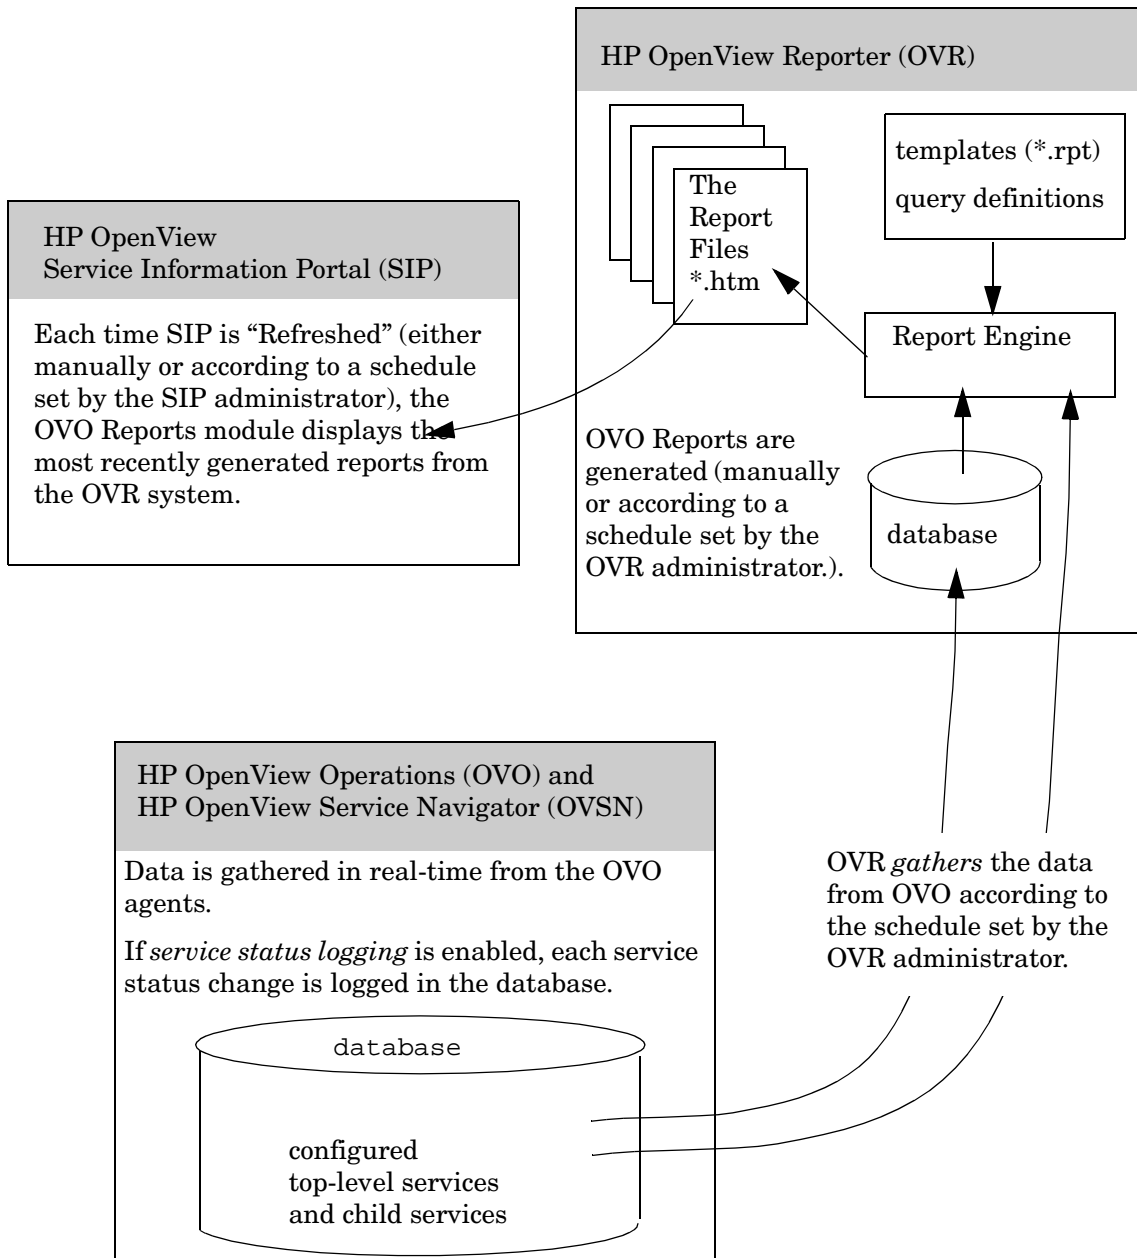 HP OpenView Reporter (OVR)
templates (*.rpt)
query definitions
The
Report
Files
*.htm
Report Engine
HP OpenView
Service Information Portal (SIP)
Each time SIP is “Refreshed” (either
manually or according to a schedule
set by the SIP administrator), the
OVO Reports module displays the
most recently generated reports from
the OVR system.
OVO Reports are
generated (manually
or according to a
schedule set by the
OVR administrator.).
database
HP OpenView Operations (OVO) and
HP OpenView Service Navigator (OVSN)
Data is gathered in real-time from the OVO
agents.
If service status logging is enabled, each service
status change is logged in the database.
database
configured
top-level services
and child services
OVR gathers the data
from OVO according to
the schedule set by the
OVR administrator.